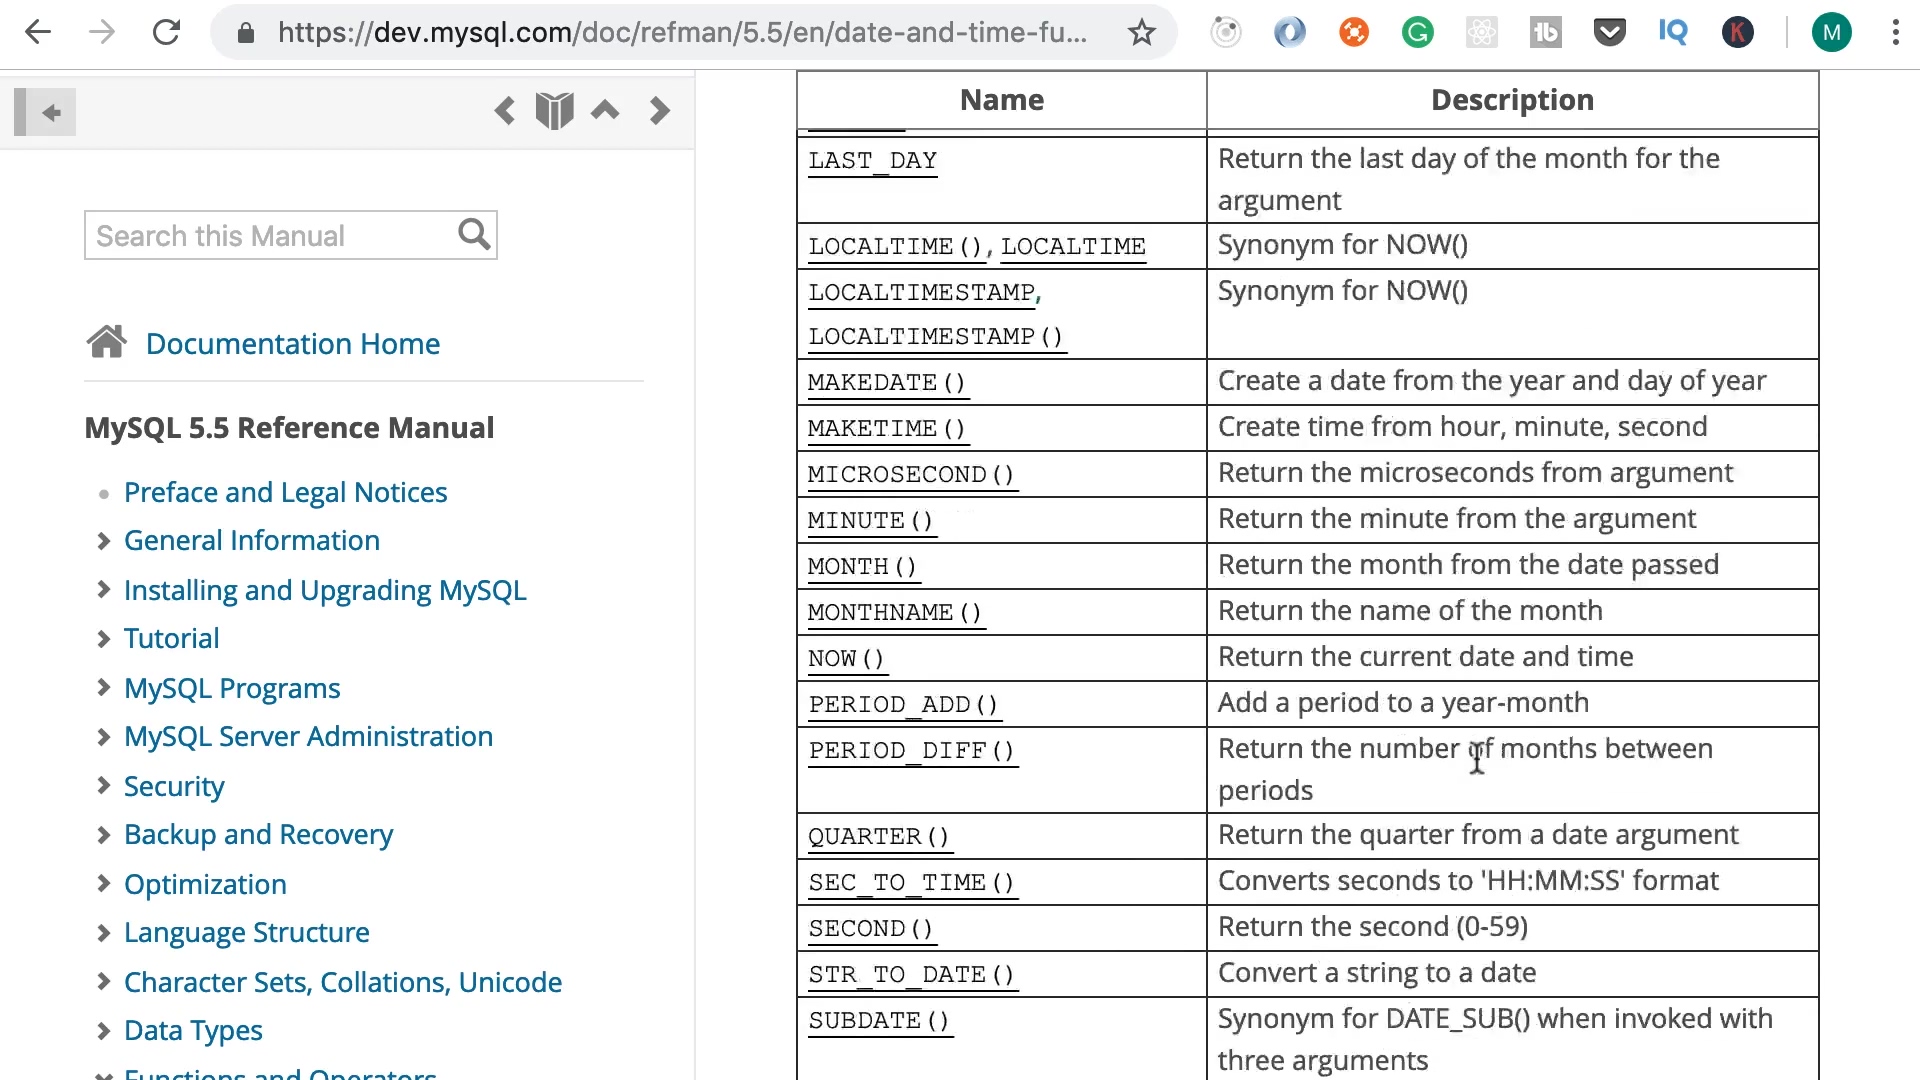 https://dev.mysql.com/doc/refman/5.5/en/date-and-time-fu...
tb
IQ
K
M
Search this Manual
Documentation Home
MySQL 5.5 Reference Manual
Preface and Legal Notices
General Information
Installing and Upgrading MySQL
Tutorial
MySQL Programs
MySQL Server Administration
Security
Backup and Recovery
Optimization
Language Structure
Character Sets, Collations, Unicode
Data Types
Functions and Operators
Name Description
LAST_DAY Return the last day of the month for the
argument
LOCALTIME(), LOCALTIME Synonym for NOW()
LOCALTIMESTAMP, Synonym for NOW()
LOCALTIMESTAMP()
MAKEDATE() Create a date from the year and day of year
MAKETIME() Create time from hour, minute, second
MICROSECOND() Return the microseconds from argument
MINUTE() Return the minute from the argument
MONTH() Return the month from the date passed
MONTHNAME() Return the name of the month
NOW() Return the current date and time
PERIOD_ADD() Add a period to a year-month
PERIOD_DIFF() Return the number of months between
periods
QUARTER() Return the quarter from a date argument
SEC_TO_TIME() Converts seconds to 'HH:MM:SS' format
SECOND() Return the second (0-59)
STR_TO_DATE() Convert a string to a date
SUBDATE() Synonym for DATE_SUB() when invoked with
three arguments